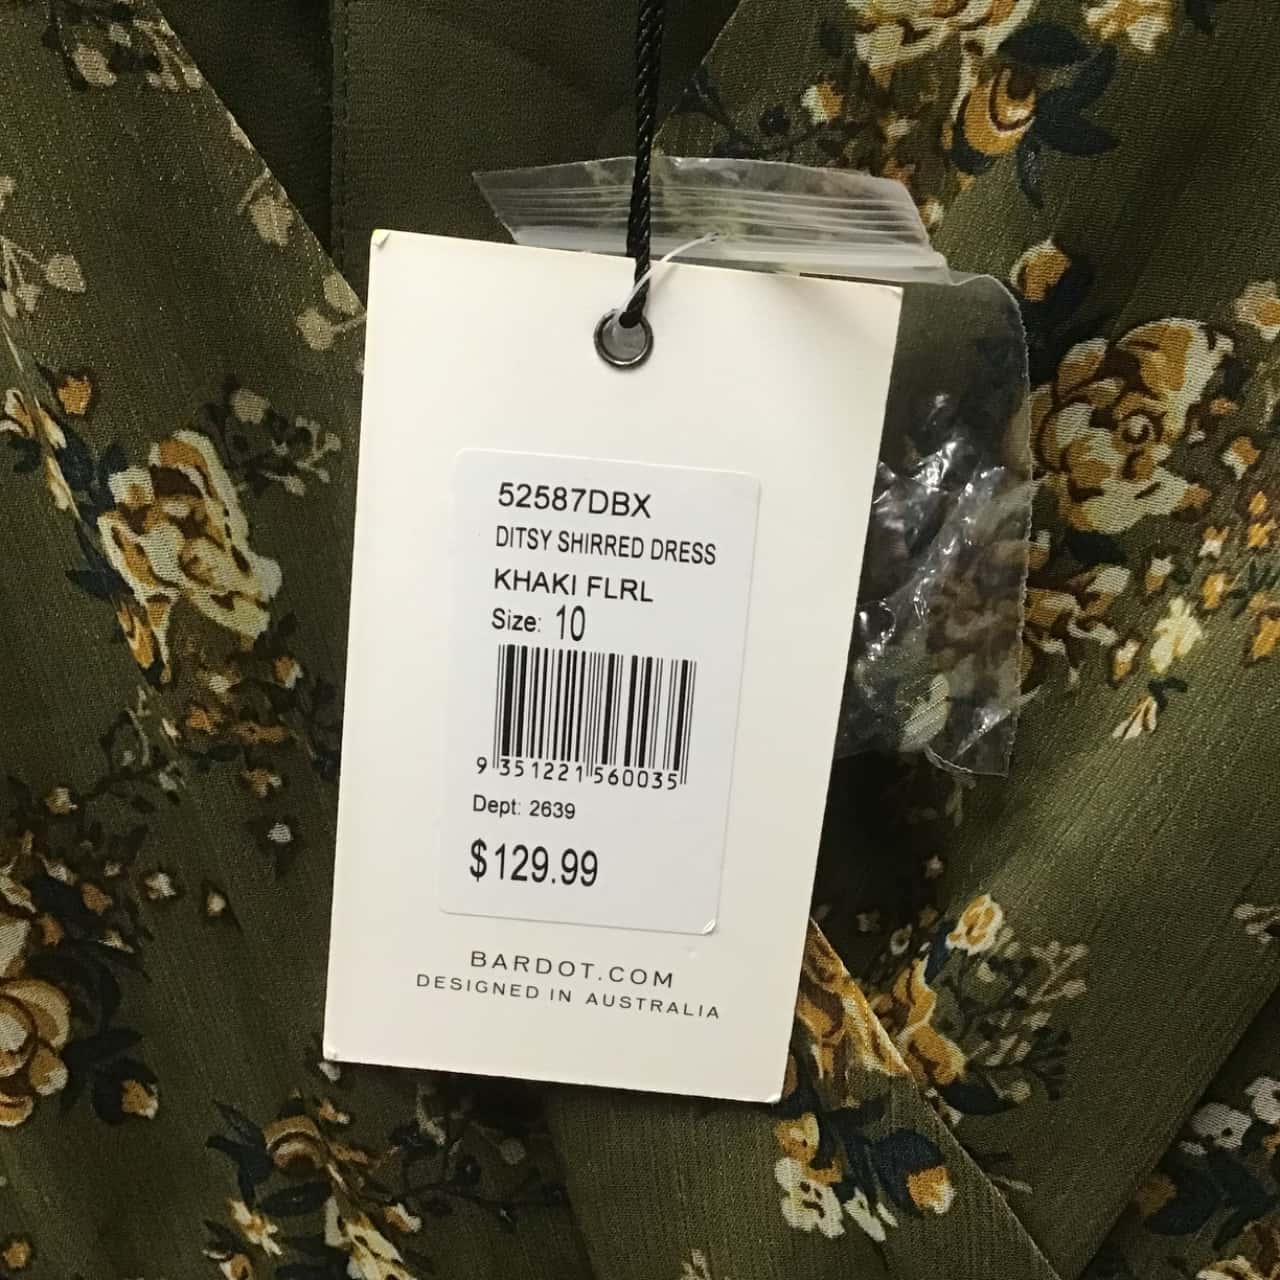 52587DBX
DITSY SHIRRED DRESS
KHAKI FLRL
Size: 10
9 351221 560035
Dept: 2639
$129.99
BARDOT.COM
DESIGNED IN AUSTRALIA